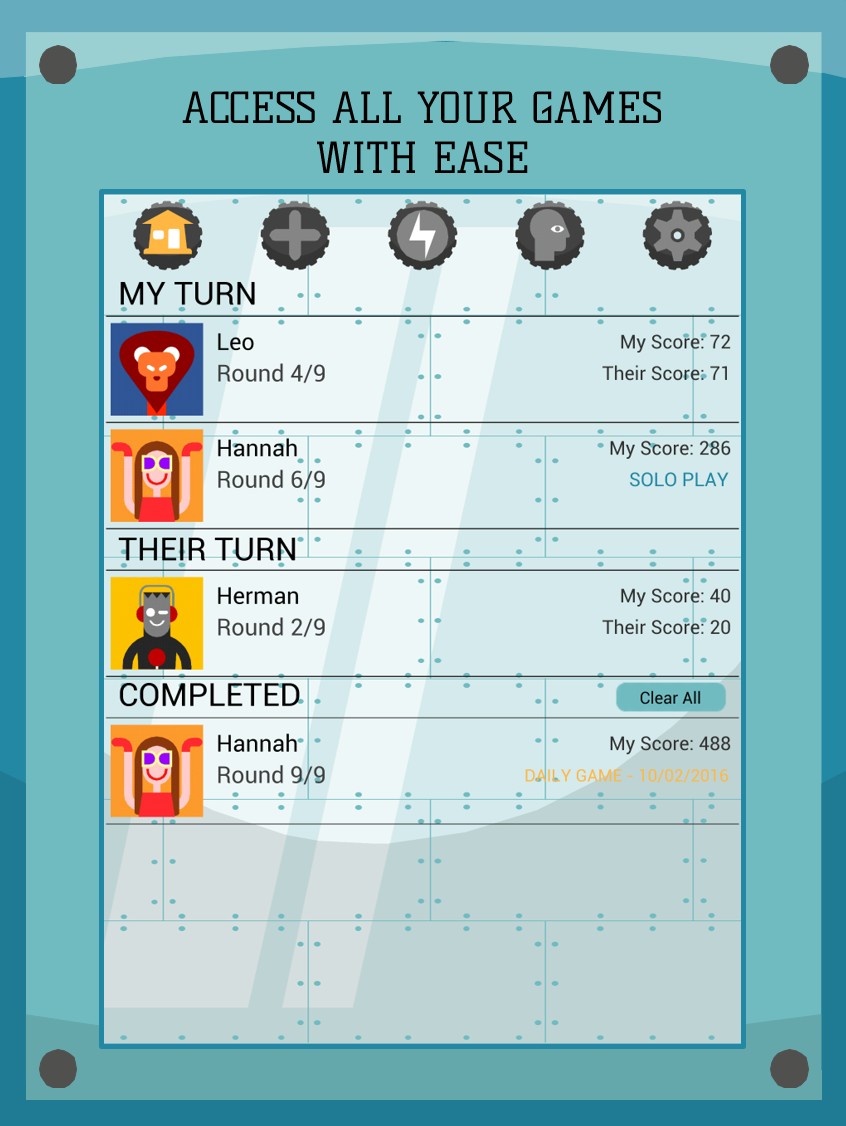 ACCESS ALL YOUR GAMES
WITH EASE
MY TURN
Leo
My Score: 72
Round 4/9
Their Score: 71
Hannah
My Score: 286
Round 6/9
SOLO PLAY
THEIR TURN
Herman
My Score: 40
Round 2/9
Their Score: 20
COMPLETED
Clear All
Hannah
My Score: 488
Round 9/9
DAILY GAME - 10/02/2016